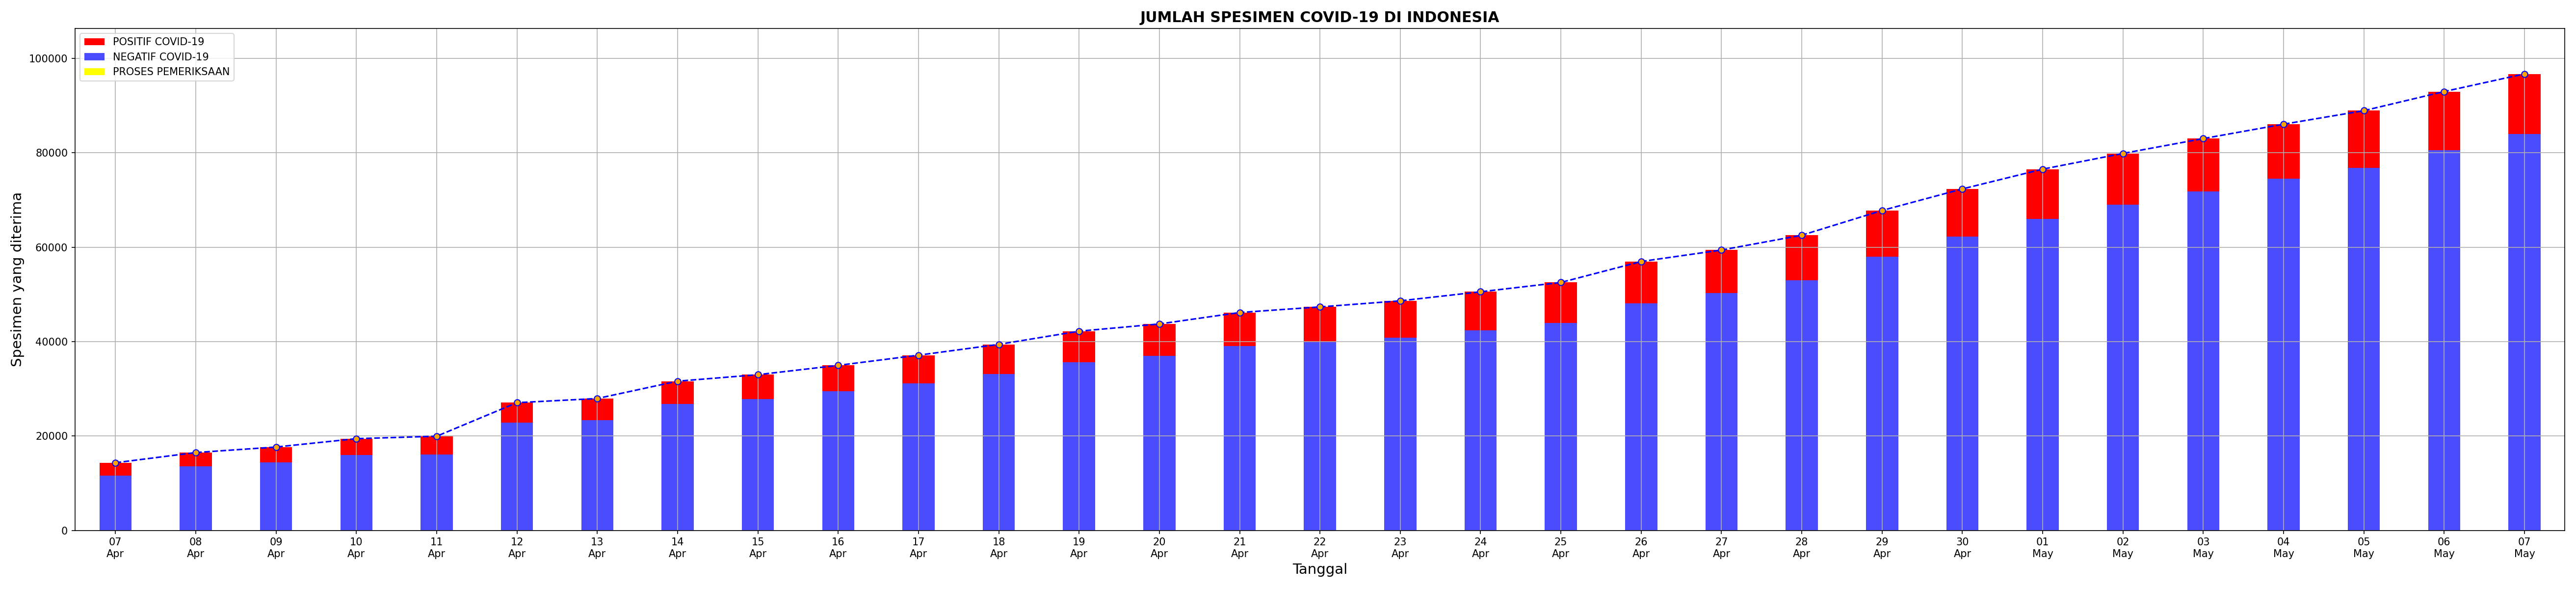 JUMLAH SPESIMEN COVID-19 DI INDONESIA
POSITIF COVID-19
NEGATIF COVID-19
PROSES PEMERIKSAAN
Spesimen yang diterima
100000
80000
60000
40000
20000
0
07 08 09 10 11 12 13 14 15 16 17 18 19 20 21 22 23 24 25 26 27 28 29 30 01 02 03 04 05 06 07
Apr Apr Apr Apr Apr Apr Apr Apr Apr Apr Apr Apr Apr Apr Apr Apr Apr Apr Apr Apr Apr Apr Apr Apr May May May May May May May
Tanggal